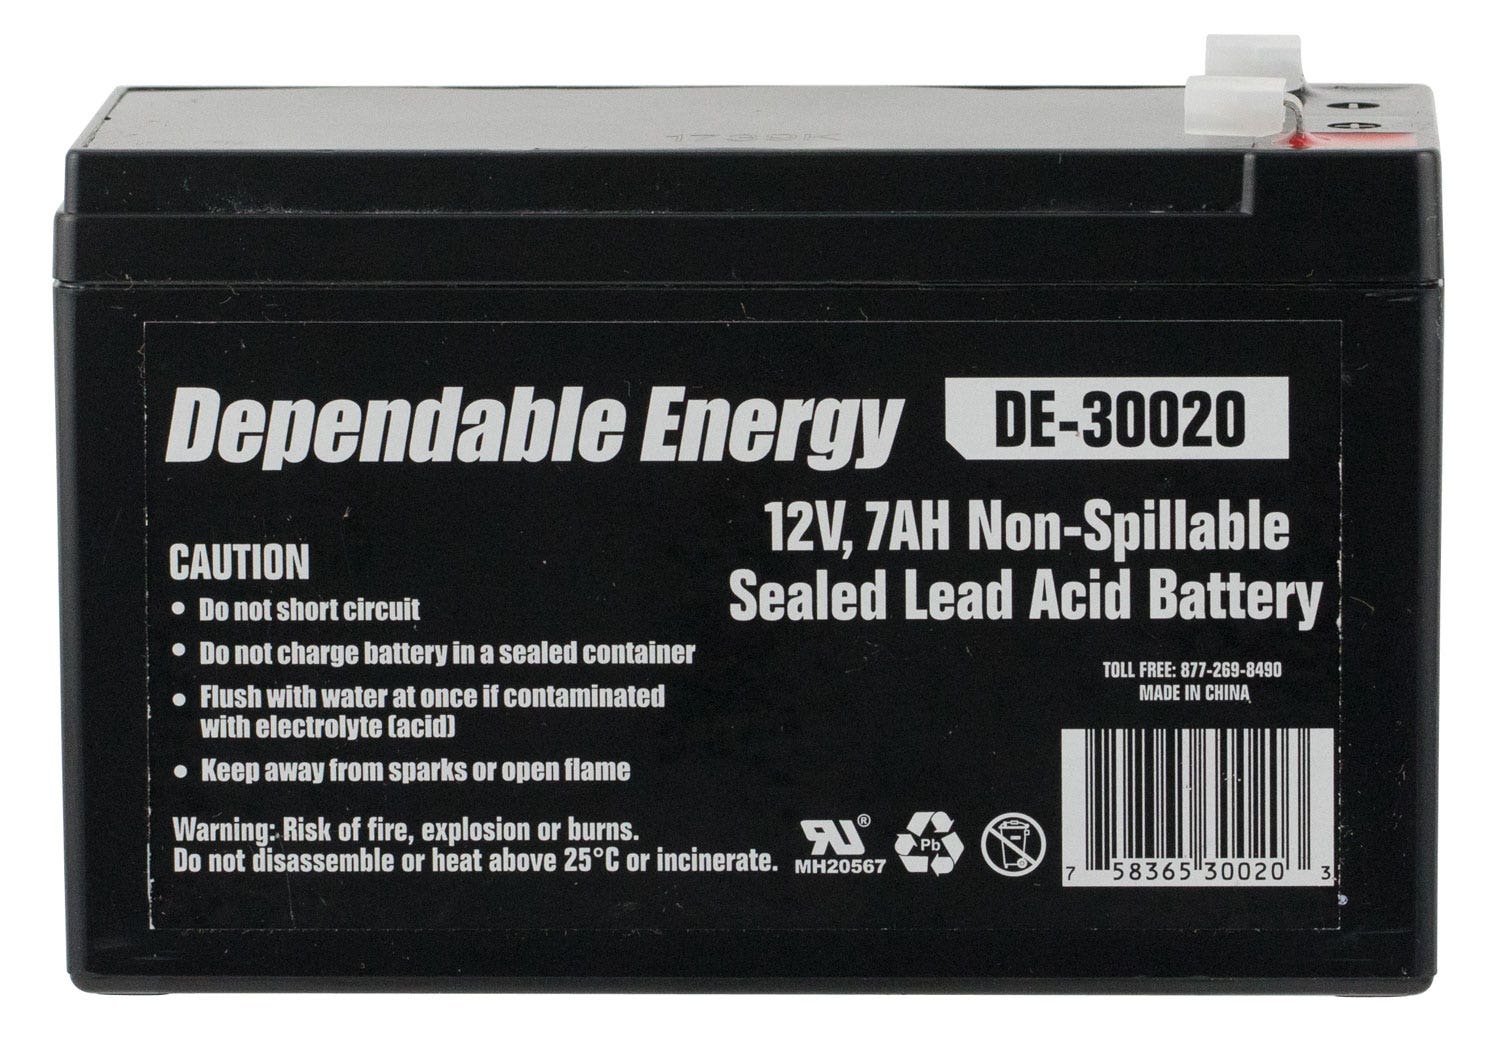 Dependable Energy
DE-30020
12V, 7AH Non-Spillable
Sealed Lead Acid Battery
CAUTION
• Do not short circuit
• Do not charge battery in a sealed container
• Flush with water at once if contaminated
with electrolyte (acid)
• Keep away from sparks or open flame
Warning: Risk of fire, explosion or burns.
Do not disassemble or heat above 25°C or incinerate.
TOLL FREE: 877-269-8490
MADE IN CHINA
RU®
MH20567
Pb
7 58365 30020 3